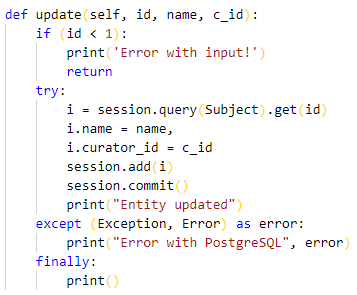 def update(self, id, name, c_id):
    if (id < 1):
        print('Error with input!')
        return
    try:
        i = session.query(Subject).get(id)
        i.name = name,
        i.curator_id = c_id
        session.add(i)
        session.commit()
        print("Entity updated")
    except (Exception, Error) as error:
        print("Error with PostgreSQL", error)
    finally:
        print()